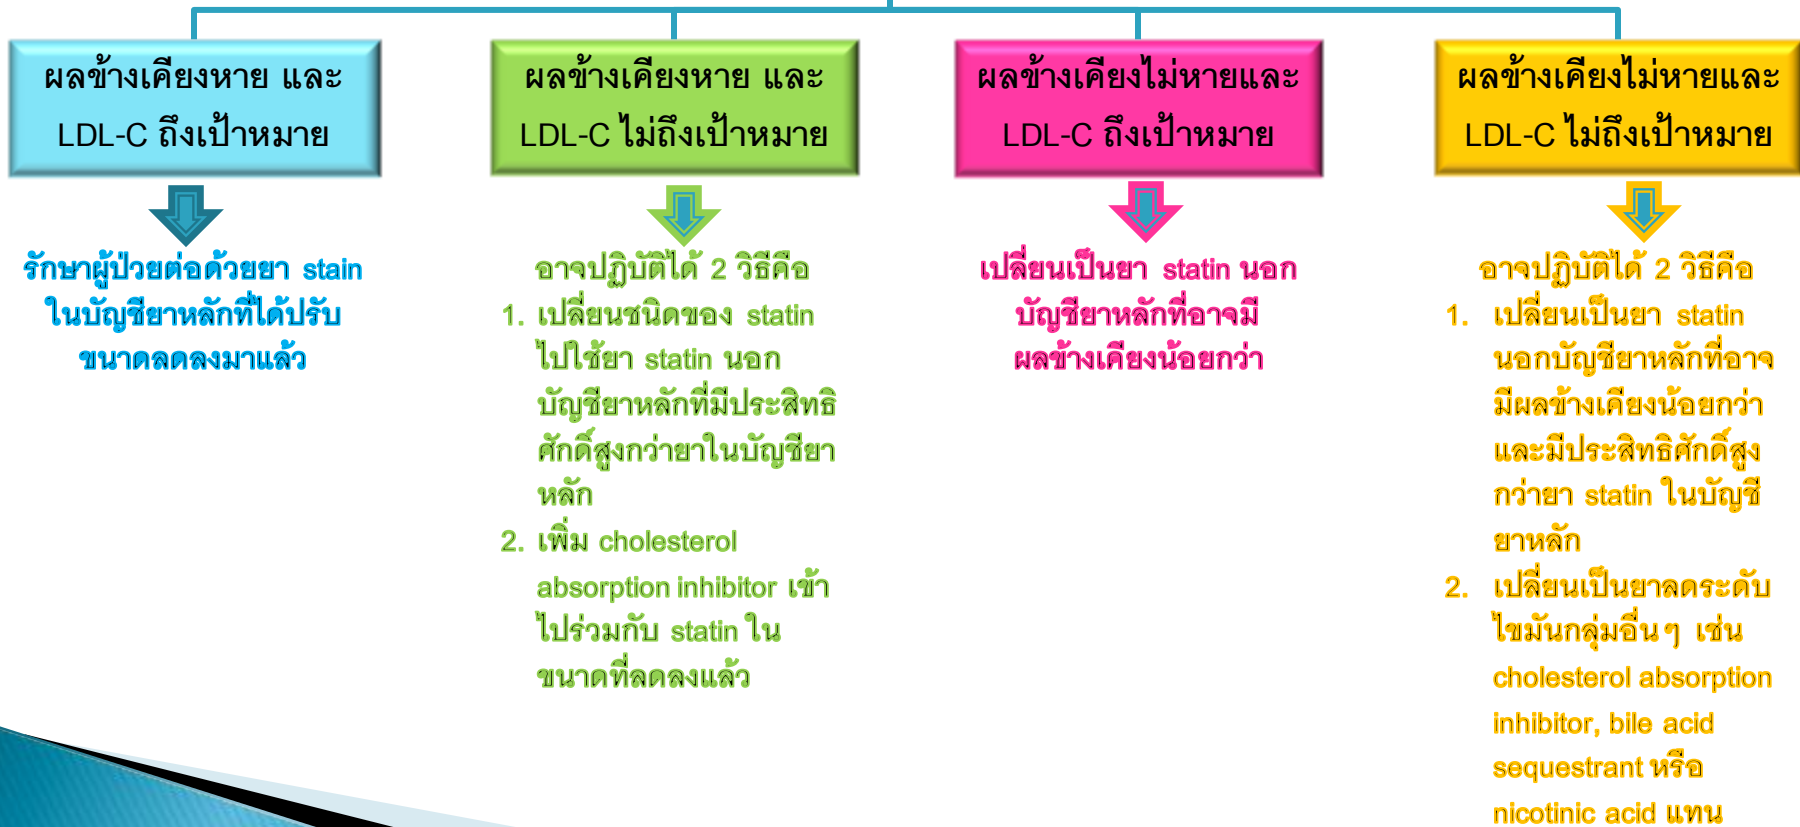 ผลข้างเคียงหาย และ
LDL-C ถึงเป้าหมาย
รักษาผู้ป่วยต่อด้วยยา stain
ในบัญชียาหลักที่ได้ปรับ
ขนาดลดลงมาแล้ว
ผลข้างเคียงหาย และ
LDL-C ไม่ถึงเป้าหมาย
อาจปฏิบัติได้ 2 วิธีคือ
1. เปลี่ยนชนิดของ statin
ไปใช้ยา statin นอก
บัญชียาหลักที่มีประสิทธิ
ศักดิ์สูงกว่ายาในบัญชียา
หลัก
2. เพิ่ม cholesterol
absorption inhibitor เข้า
ไปร่วมกับ statin ใน
ขนาดที่ลดลงแล้ว
ผลข้างเคียงไม่หายและ
LDL-C ถึงเป้าหมาย
เปลี่ยนเป็นยา statin นอก
บัญชียาหลักที่อาจมี
ผลข้างเคียงน้อยกว่า
ผลข้างเคียงไม่หายและ
LDL-C ไม่ถึงเป้าหมาย
อาจปฏิบัติได้ 2 วิธีคือ
1. เปลี่ยนเป็นยา statin
นอกบัญชียาหลักที่อาจ
มีผลข้างเคียงน้อยกว่า
และมีประสิทธิศักดิ์สูง
กว่ายา statin ในบัญชี
ยาหลัก
2. เปลี่ยนเป็นยาลดระดับ
ไขมันกลุ่มอื่นๆ เช่น
cholesterol absorption
inhibitor, bile acid
sequestrant หรือ
nicotinic acid แทน